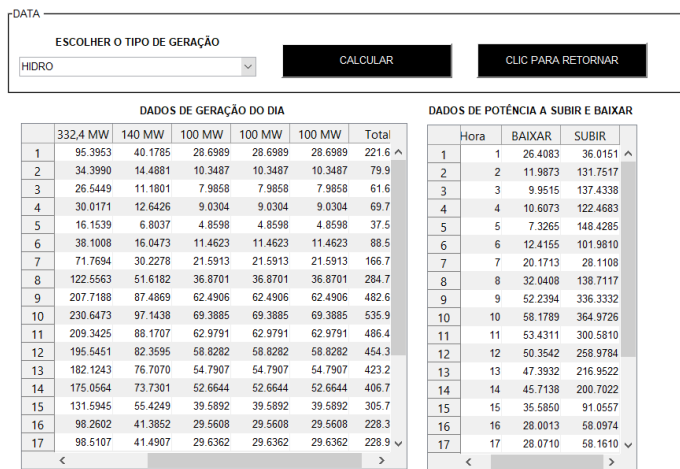 DATA
ESCOLHER O TIPO DE GERAÇÃO
HIDRO
CALCULAR
CLIC PARA RETORNAR
DADOS DE GERAÇÃO DO DIA
332,4 MW 140 MW 100 MW 100 MW 100 MW Total
1 95.3953 40.1785 28.6989 28.6989 28.6989 221.6
2 34.3990 14.4881 10.3487 10.3487 10.3487 79.9
3 26.5449 11.1801 7.9858 7.9858 7.9858 61.6
4 30.0171 12.6426 9.0304 9.0304 9.0304 69.7
5 16.1539 6.8037 4.8598 4.8598 4.8598 37.5
6 38.1008 16.0473 11.4623 11.4623 11.4623 88.5
7 71.7694 30.2278 21.5913 21.5913 21.5913 166.7
8 122.5563 51.6182 36.8701 36.8701 36.8701 284.7
9 207.7188 87.4869 62.4906 62.4906 62.4906 482.6
10 230.6473 97.1438 69.3885 69.3885 69.3885 535.9
11 209.3425 88.1707 62.9791 62.9791 62.9791 486.4
12 195.5451 82.3595 58.8282 58.8282 58.8282 454.3
13 182.1243 76.7070 54.7907 54.7907 54.7907 423.2
14 175.0564 73.7301 52.6644 52.6644 52.6644 406.7
15 131.5945 55.4249 39.5892 39.5892 39.5892 305.7
16 98.2602 41.3852 29.5608 29.5608 29.5608 228.3
17 98.5107 41.4907 29.6362 29.6362 29.6362 228.9
DADOS DE POTÊNCIA A SUBIR E BAIXAR
Hora BAIXAR SUBIR
1 1 26.4083 36.0151
2 2 11.9873 131.7517
3 3 9.9515 137.4338
4 4 10.6073 122.4683
5 5 7.3265 148.4285
6 6 12.4155 101.9810
7 7 20.1713 28.1108
8 8 32.0408 138.7117
9 9 52.2394 336.3332
10 10 58.1789 364.9726
11 11 53.4311 300.5810
12 12 50.3542 258.9784
13 13 47.3932 216.9522
14 14 45.7138 200.7022
15 15 35.5850 91.0557
16 16 28.0013 58.0974
17 17 28.0710 58.1610